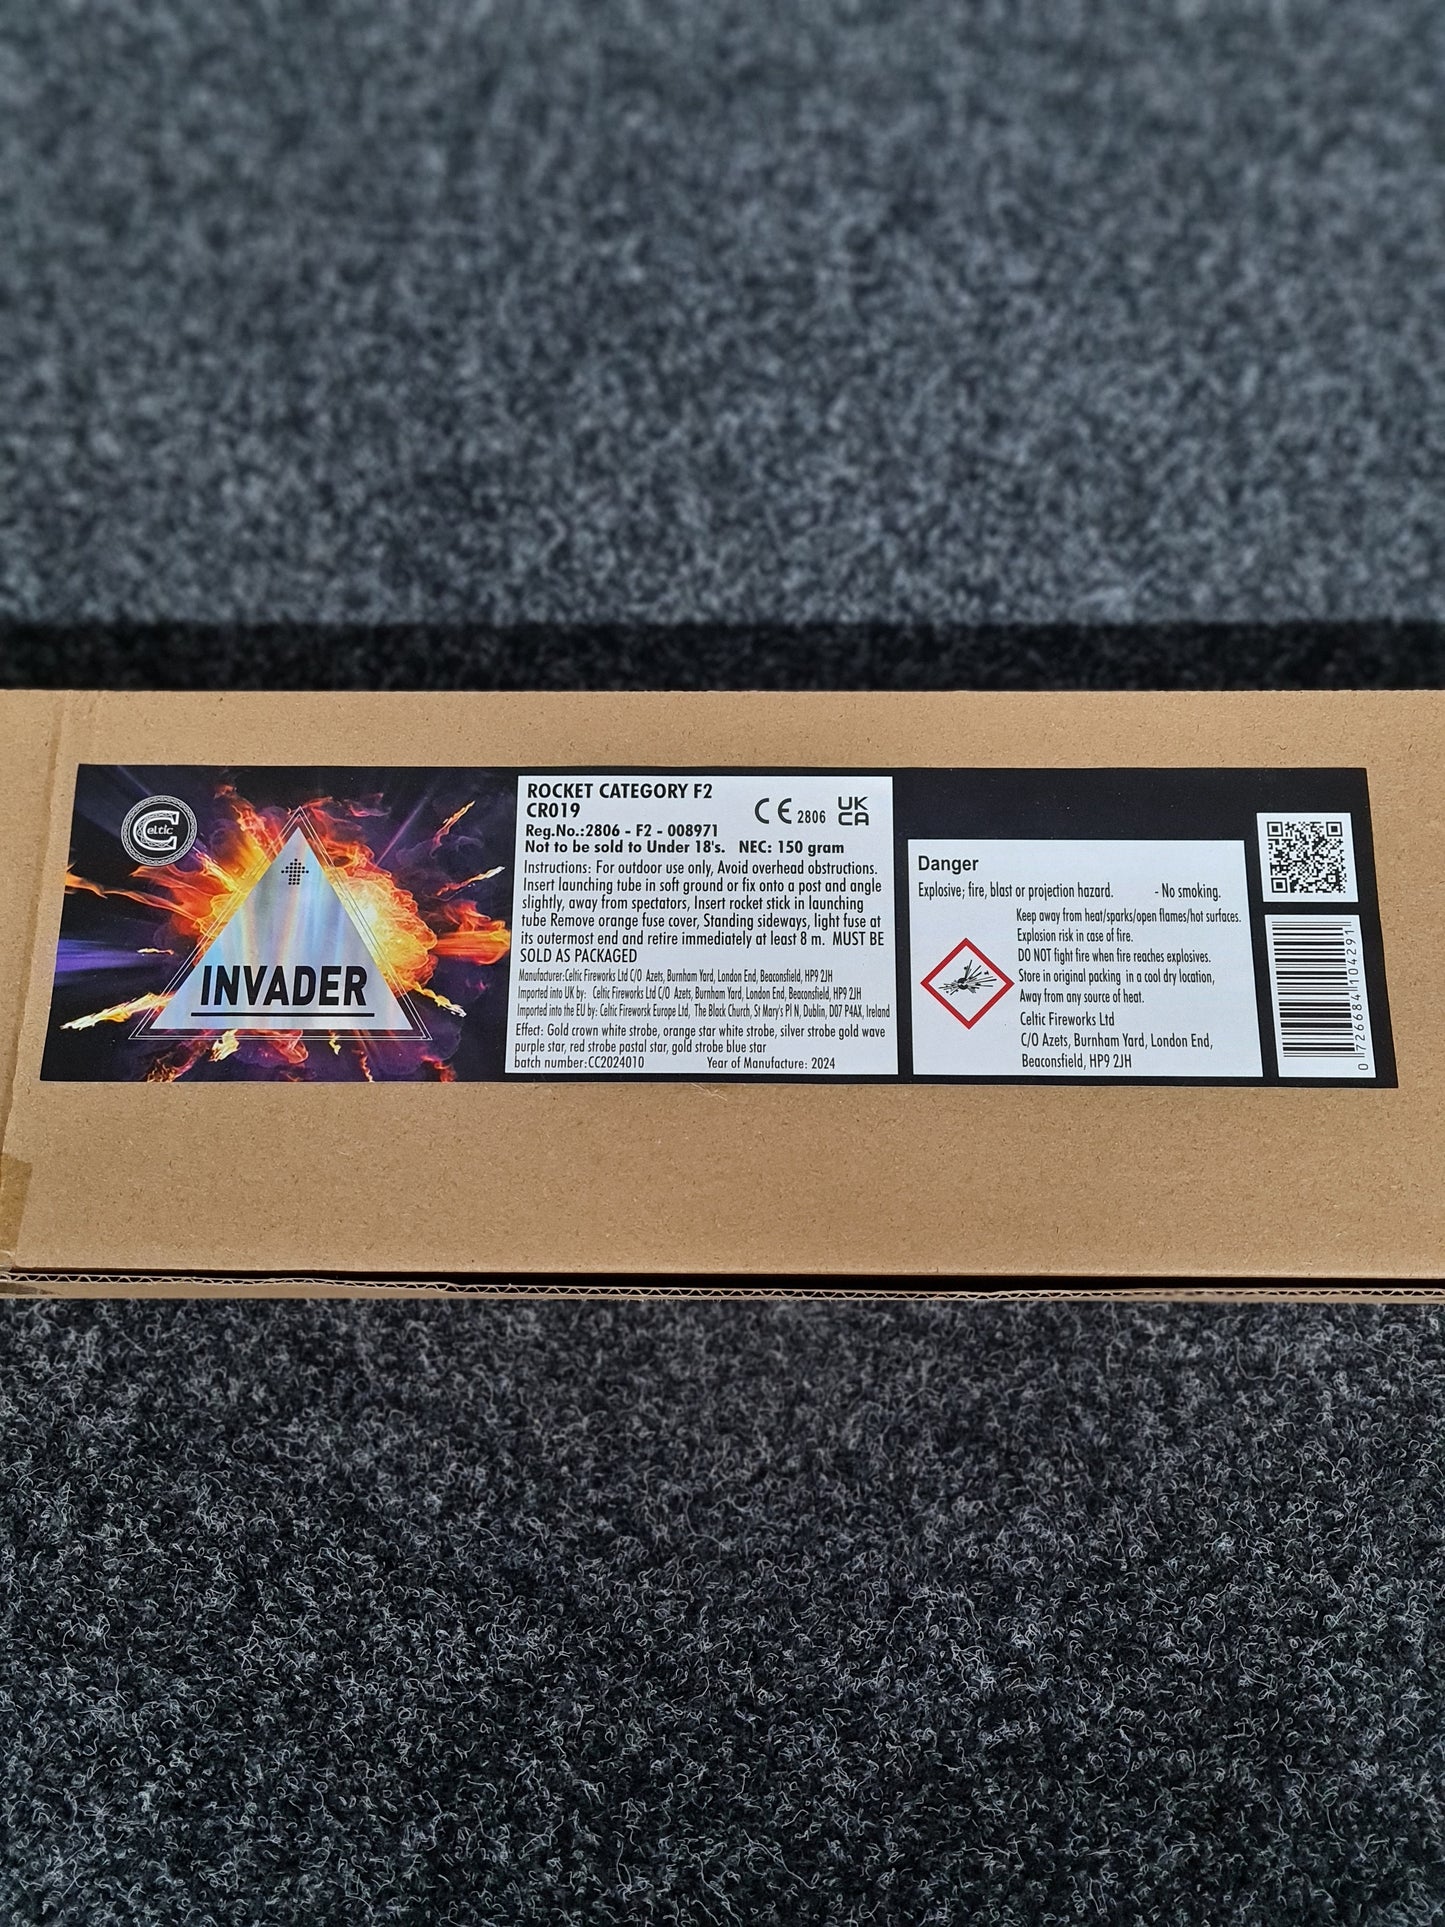 Celtic
INVADER
ROCKET CATEGORY F2
CR019
CE 2806 UK CA
Reg.No.:2806 - F2 - 008971
Not to be sold to Under 18's. NEC: 150 gram
Instructions: For outdoor use only, Avoid overhead obstructions.
Insert launching tube in soft ground or fix onto a post and angle
slightly, away from spectators, Insert rocket stick in launching
tube Remove orange fuse cover, Standing sideways, light fuse at
its outermost end and retire immediately at least 8 m. MUST BE
SOLD AS PACKAGED
Manufacturer:Celtic Fireworks Ltd C/O Azets, Burnham Yard, London End, Beaconsfield, HP9 2JH
Imported into UK by: Celtic Fireworks Ltd C/O Azets, Burnham Yard, London End, Beaconsfield, HP9 2JH
Imported into the EU by: Celtic Fireworsk Europe Ltd, The Black Church, St Mary's Pl N, Dublin, D07 P4AX, Ireland
Effect: Gold crown white strobe, orange star white strobe, silver strobe gold wave
purple star, red strobe pastal star, gold strobe blue star
batch number:CC2024010 Year of Manufacture: 2024
Danger
Explosive; fire, blast or projection hazard. - No smoking.
Keep away from heat/sparks/open flames/hot surfaces.
Explosion risk in case of fire.
DO NOT fight fire when fire reaches explosives.
Store in original packing in a cool dry location,
Away from any source of heat.
Celtic Fireworks Ltd
C/O Azets, Burnham Yard, London End,
Beaconsfield, HP9 2JH
0 726684 104291